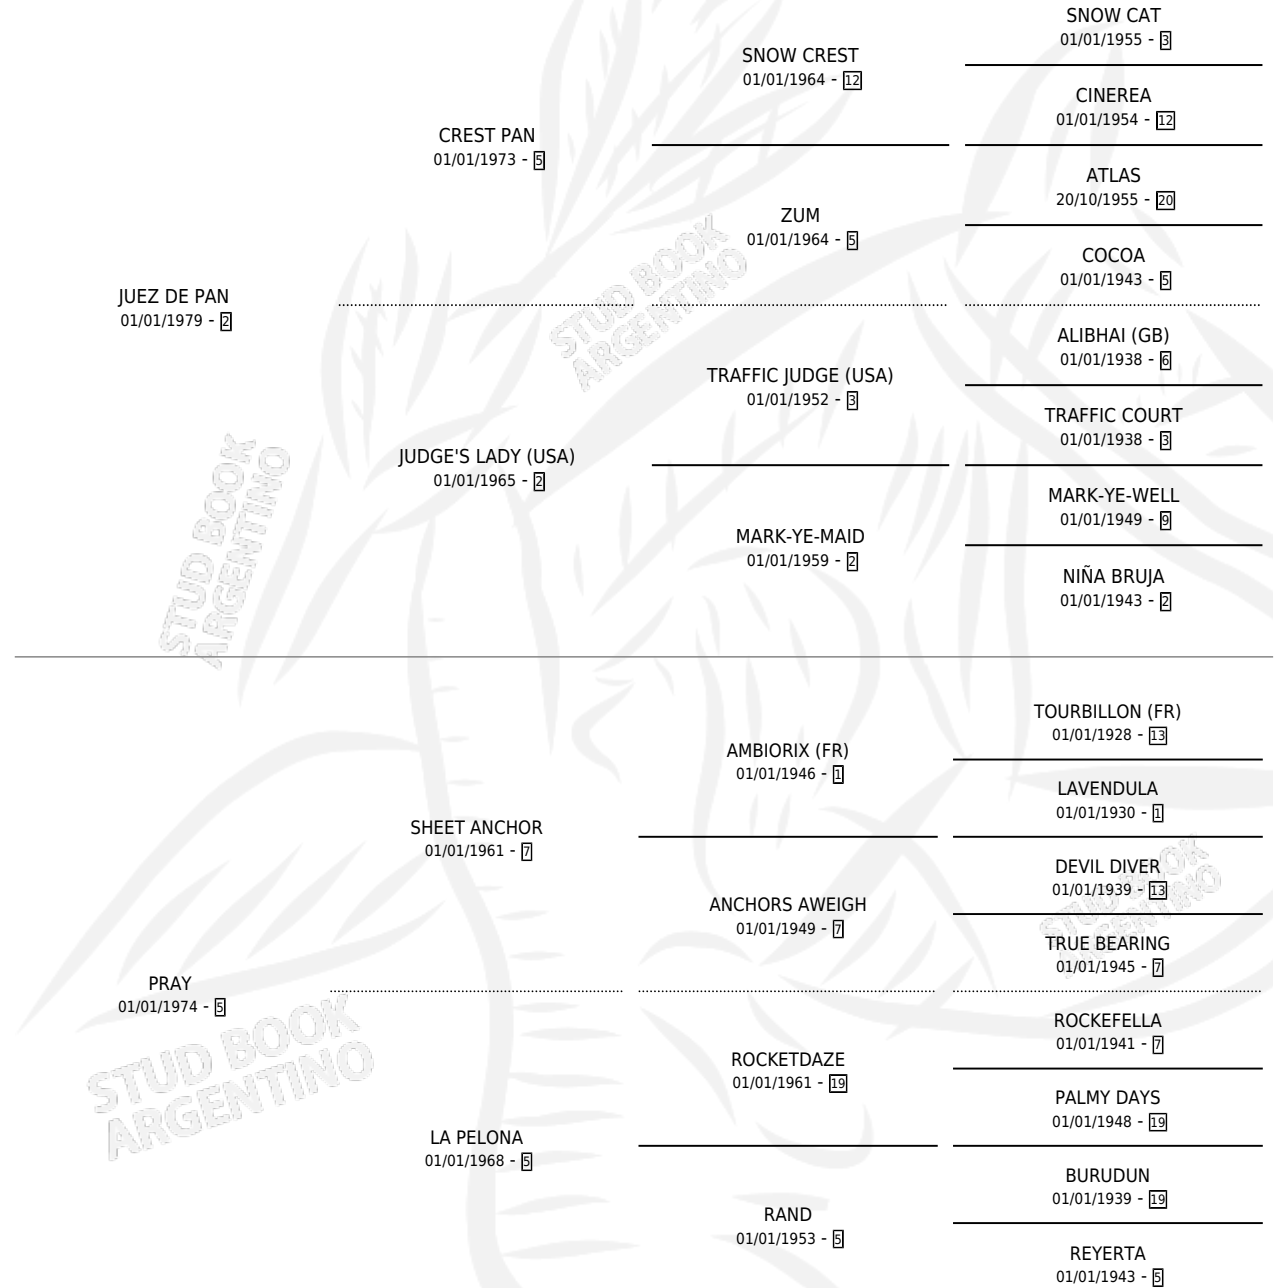 SNOW CAT
01/01/1955 - 3
SNOW CREST
01/01/1964 - 12
CINEREA
01/01/1954 - 12
CREST PAN
01/01/1973 - 5
ATLAS
20/10/1955 - 20
ZUM
01/01/1964 - 5
COCOA
01/01/1943 - 5
JUEZ DE PAN
01/01/1979 - 2
ALIBHAI (GB)
01/01/1938 - 6
TRAFFIC JUDGE (USA)
01/01/1952 - 3
TRAFFIC COURT
01/01/1938 - 3
JUDGE'S LADY (USA)
01/01/1965 - 2
MARK-YE-WELL
01/01/1949 - 9
MARK-YE-MAID
01/01/1959 - 2
NIÑA BRUJA
01/01/1943 - 2
TOURBILLON (FR)
01/01/1928 - 13
AMBIORIX (FR)
01/01/1946 - 1
LAVENDULA
01/01/1930 - 1
SHEET ANCHOR
01/01/1961 - 7
DEVIL DIVER
01/01/1939 - 13
ANCHORS AWEIGH
01/01/1949 - 7
TRUE BEARING
01/01/1945 - 7
PRAY
01/01/1974 - 5
ROCKEFELLA
01/01/1941 - 7
ROCKETDAZE
01/01/1961 - 19
PALMY DAYS
01/01/1948 - 19
LA PELONA
01/01/1968 - 5
BURUDUN
01/01/1939 - 19
RAND
01/01/1953 - 5
REYERTA
01/01/1943 - 5
STUD BOOK
ARGENTINO
STUD BOOK
ARGENTINO
STUD BOOK
ARGENTINO
STUD BOOK
ARGENTINO